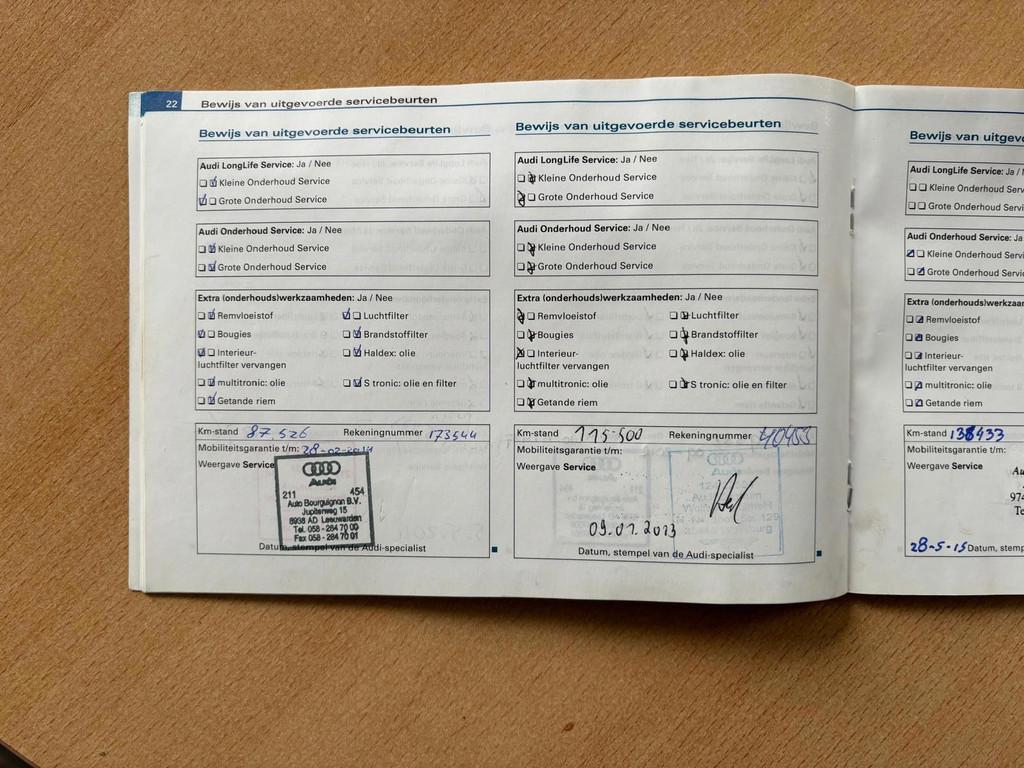 22 Bewijs van uitgevoerde servicebeurten
Bewijs van uitgevoerde servicebeurten
Audi LongLife Service: Ja / Nee
Kleine Onderhoud Service
Grote Onderhoud Service
Audi Onderhoud Service: Ja / Nee
Kleine Onderhoud Service
Grote Onderhoud Service
Extra (onderhouds)werkzaamheden: Ja / Nee
Remvloeistof Luchtfilter
Bougies Brandstoffilter
Interieur- Haldex: olie
luchtfilter vervangen
multitronic: olie S tronic: olie en filter
Getande riem
Km-stand 87.526 Rekeningnummer 173544
Mobiliteitsgarantie t/m:
Weergave Service
Audi
211 454
Auto Bourguignon B.V.
Jupiterweg 15
8938 AD Leeuwarden
Tel. 058 - 284 70 00
Fax 058 - 284 70 01
Datum, stempel van de Audi-specialist
Bewijs van uitgevoerde servicebeurten
Audi LongLife Service: Ja / Nee
Kleine Onderhoud Service
Grote Onderhoud Service
Audi Onderhoud Service: Ja / Nee
Kleine Onderhoud Service
Grote Onderhoud Service
Extra (onderhouds)werkzaamheden: Ja / Nee
Remvloeistof Luchtfilter
Bougies Brandstoffilter
Interieur- Haldex: olie
luchtfilter vervangen
multitronic: olie S tronic: olie en filter
Getande riem
Km-stand 115-500 Rekeningnummer
Mobiliteitsgarantie t/m:
Weergave Service
09.07.2013
Datum, stempel van de Audi-specialist
Bewijs van uitgev
Audi LongLife Service: Ja /
Kleine Onderhoud Serv
Grote Onderhoud Servi
Audi Onderhoud Service: Ja
Kleine Onderhoud Servic
Grote Onderhoud Servic
Extra (onderhouds)werkzaam
Remvloeistof
Bougies
Interieur-
luchtfilter vervangen
multitronic: olie
Getande riem
Km-stand 138433
Mobiliteitsgarantie t/m:
Weergave Service
Au
974
Te
28-5-15 Datum, stemp